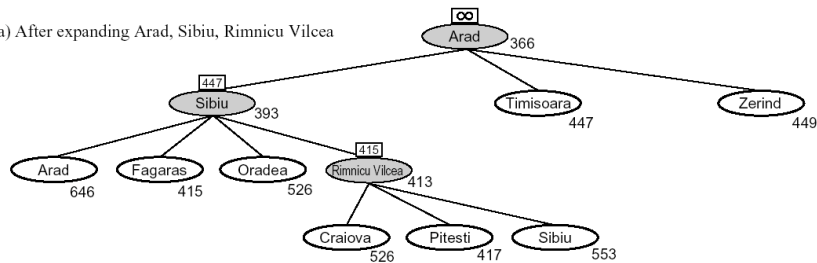 ∞
a) After expanding Arad, Sibiu, Rimnicu Vilcea
Arad
366
447
Sibiu
393
Timisoara
447
Zerind
449
415
Arad
646
Fagaras
415
Oradea
526
Rimnicu Vilcea
413
Craiova
526
Pitesti
417
Sibiu
553